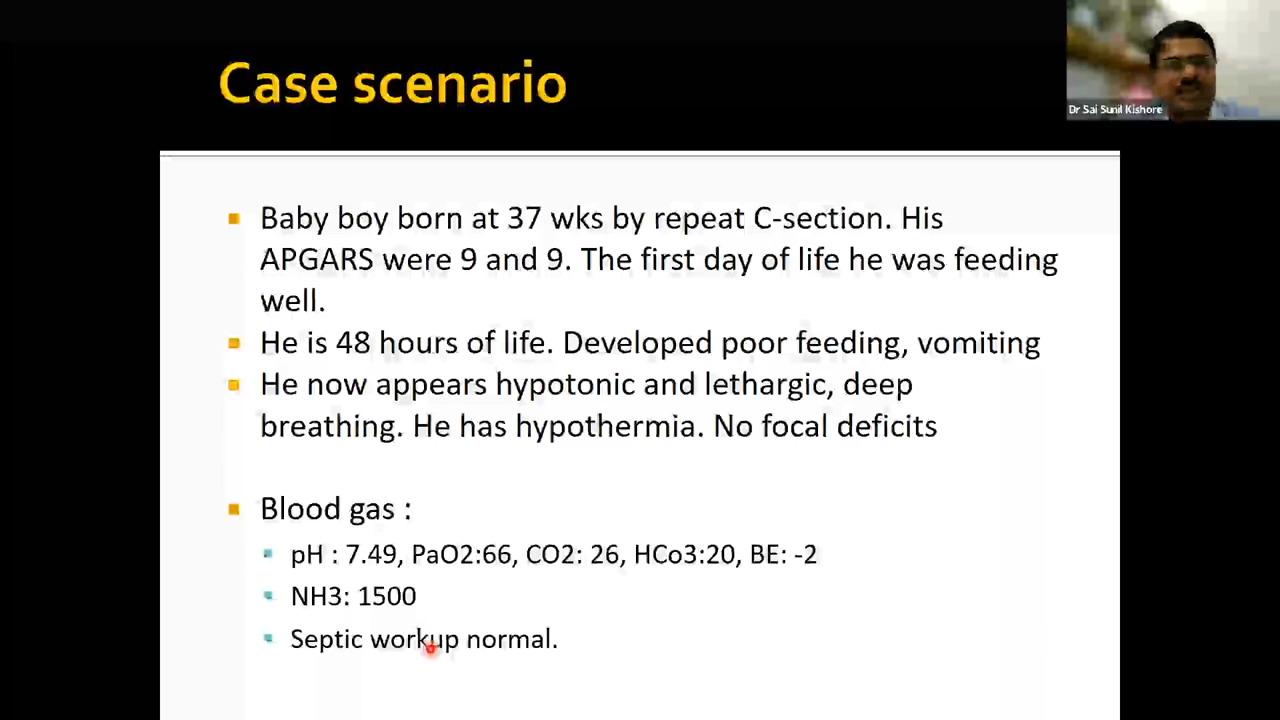 Case scenario
Dr Sai Sunil Kishore
Baby boy born at 37 wks by repeat C-section. His
APGARS were 9 and 9. The first day of life he was feeding
well.
He is 48 hours of life. Developed poor feeding, vomiting
He now appears hypotonic and lethargic, deep
breathing. He has hypothermia. No focal deficits
Blood gas :
pH : 7.49, PaO2:66, CO2: 26, HCo3:20, BE: -2
NH3: 1500
Septic workup normal.